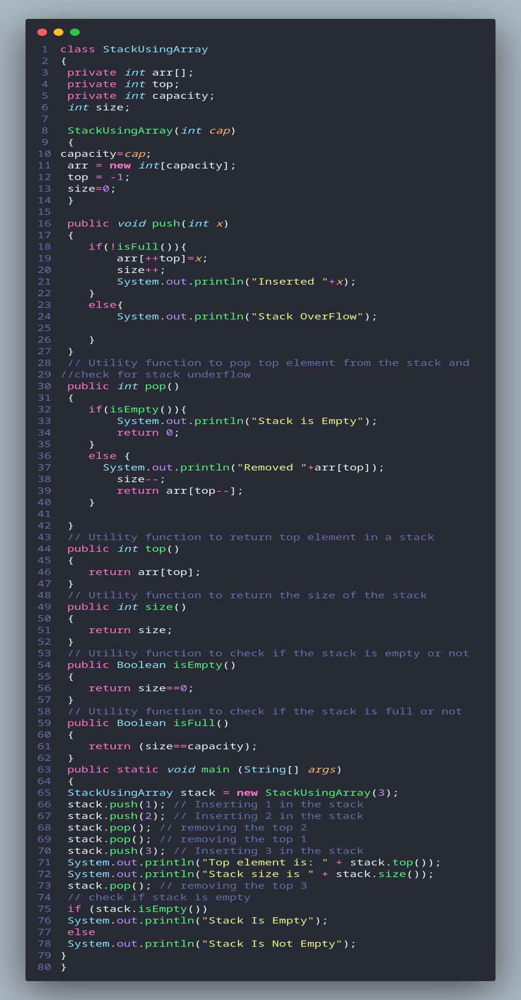 1 class StackUsingArray
2 {
3 private int arr[];
4 private int top;
5 private int capacity;
6 int size;
7
8 StackUsingArray(int cap)
9 {
10 capacity=cap;
11 arr = new int[capacity];
12 top = -1;
13 size=0;
14 }
15
16 public void push(int x)
17 {
18 if(!isFull()){
19 arr[++top]=x;
20 size++;
21 System.out.println("Inserted "+x);
22 }
23 else{
24 System.out.println("Stack OverFlow");
25
26 }
27 }
28 // Utility function to pop top element from the stack and
29 //check for stack underflow
30 public int pop()
31 {
32 if(isEmpty()){
33 System.out.println("Stack is Empty");
34 return 0;
35 }
36 else {
37 System.out.println("Removed "+arr[top]);
38 size--;
39 return arr[top--];
40 }
41
42 }
43 // Utility function to return top element in a stack
44 public int top()
45 {
46 return arr[top];
47 }
48 // Utility function to return the size of the stack
49 public int size()
50 {
51 return size;
52 }
53 // Utility function to check if the stack is empty or not
54 public Boolean isEmpty()
55 {
56 return size==0;
57 }
58 // Utility function to check if the stack is full or not
59 public Boolean isFull()
60 {
61 return (size==capacity);
62 }
63 public static void main (String[] args)
64 {
65 StackUsingArray stack = new StackUsingArray(3);
66 stack.push(1); // Inserting 1 in the stack
67 stack.push(2); // Inserting 2 in the stack
68 stack.pop(); // removing the top 2
69 stack.pop(); // removing the top 1
70 stack.push(3); // Inserting 3 in the stack
71 System.out.println("Top element is: " + stack.top());
72 System.out.println("Stack size is " + stack.size());
73 stack.pop(); // removing the top 3
74 // check if stack is empty
75 if (stack.isEmpty())
76 System.out.println("Stack Is Empty");
77 else
78 System.out.println("Stack Is Not Empty");
79 }
80 }